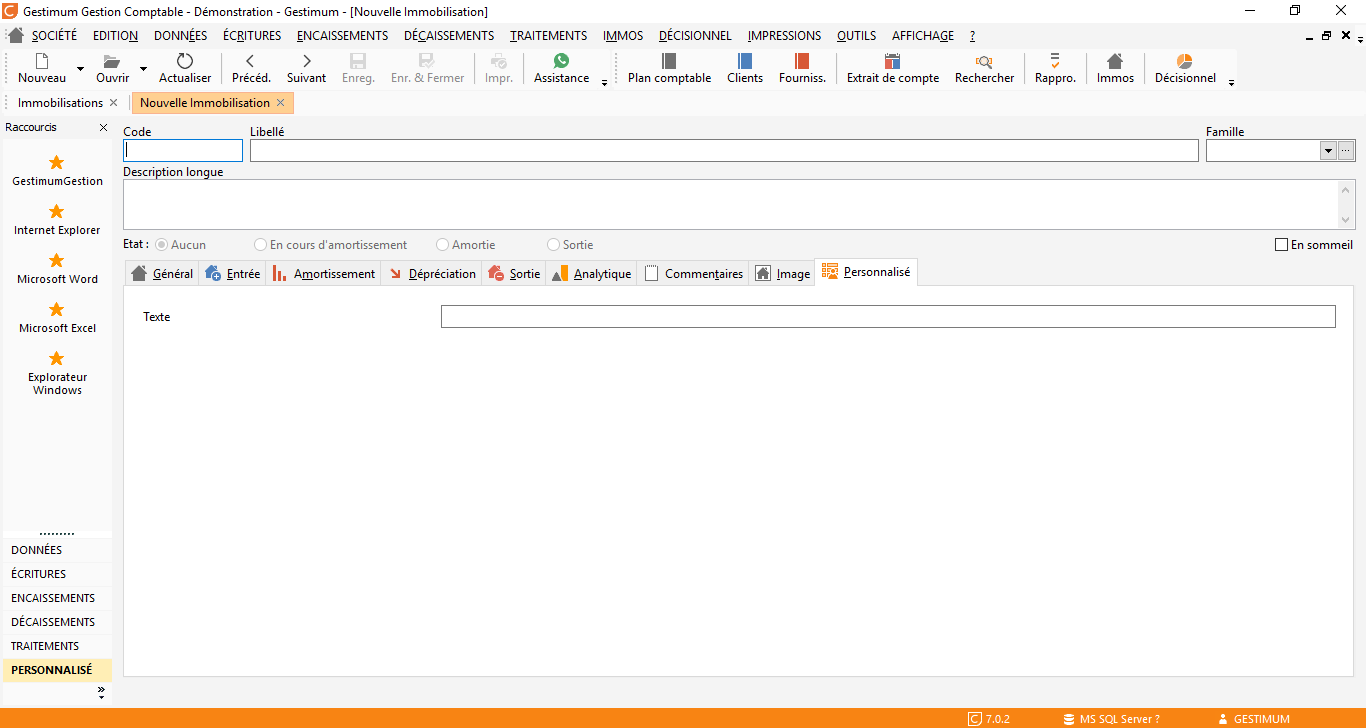 Gestimum Gestion Comptable - Démonstration - Gestimum - [Nouvelle Immobilisation]
SOCIÉTÉ EDITION DONNÉES ÉCRITURES ENCAISSEMENTS DÉCAISSEMENTS TRAITEMENTS IMMOS DÉCISIONNEL IMPRESSIONS OUTILS AFFICHAGE ?
Nouveau Ouvrir Actualiser Précéd. Suivant Enreg. Enr. & Fermer Impr. Assistance Plan comptable Clients Fourniss. Extrait de compte Rechercher Rappro. Immos Décisionnel
Immobilisations Nouvelle Immobilisation
Raccourcis
GestimumGestion
Internet Explorer
Microsoft Word
Microsoft Excel
Explorateur
Windows
DONNÉES
ÉCRITURES
ENCAISSEMENTS
DÉCAISSEMENTS
TRAITEMENTS
PERSONNALISÉ
Code Libellé Famille
Description longue
Etat : Aucun En cours d'amortissement Amortie Sortie En sommeil
Général Entrée Amortissement Dépréciation Sortie Analytique Commentaires Image Personnalisé
Texte
7.0.2 MS SQL Server ? GESTIMUM